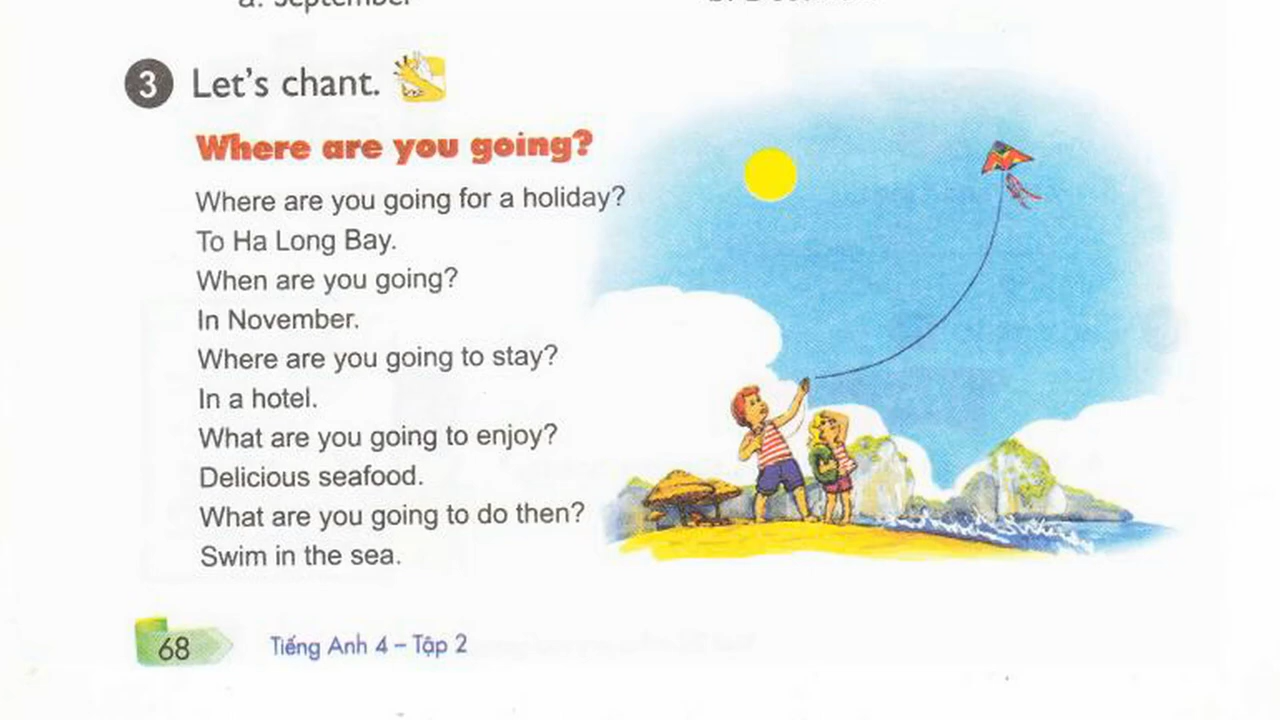 a. September
3 Let's chant.
Where are you going?
Where are you going for a holiday?
To Ha Long Bay.
When are you going?
In November.
Where are you going to stay?
In a hotel.
What are you going to enjoy?
Delicious seafood.
What are you going to do then?
Swim in the sea.
68 Tiếng Anh 4 – Tập 2